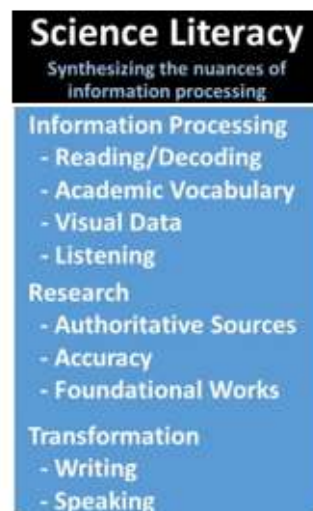 Science Literacy
Synthesizing the nuances of
information processing
Information Processing
- Reading/Decoding
- Academic Vocabulary
- Visual Data
- Listening
Research
- Authoritative Sources
- Accuracy
- Foundational Works
Transformation
- Writing
- Speaking